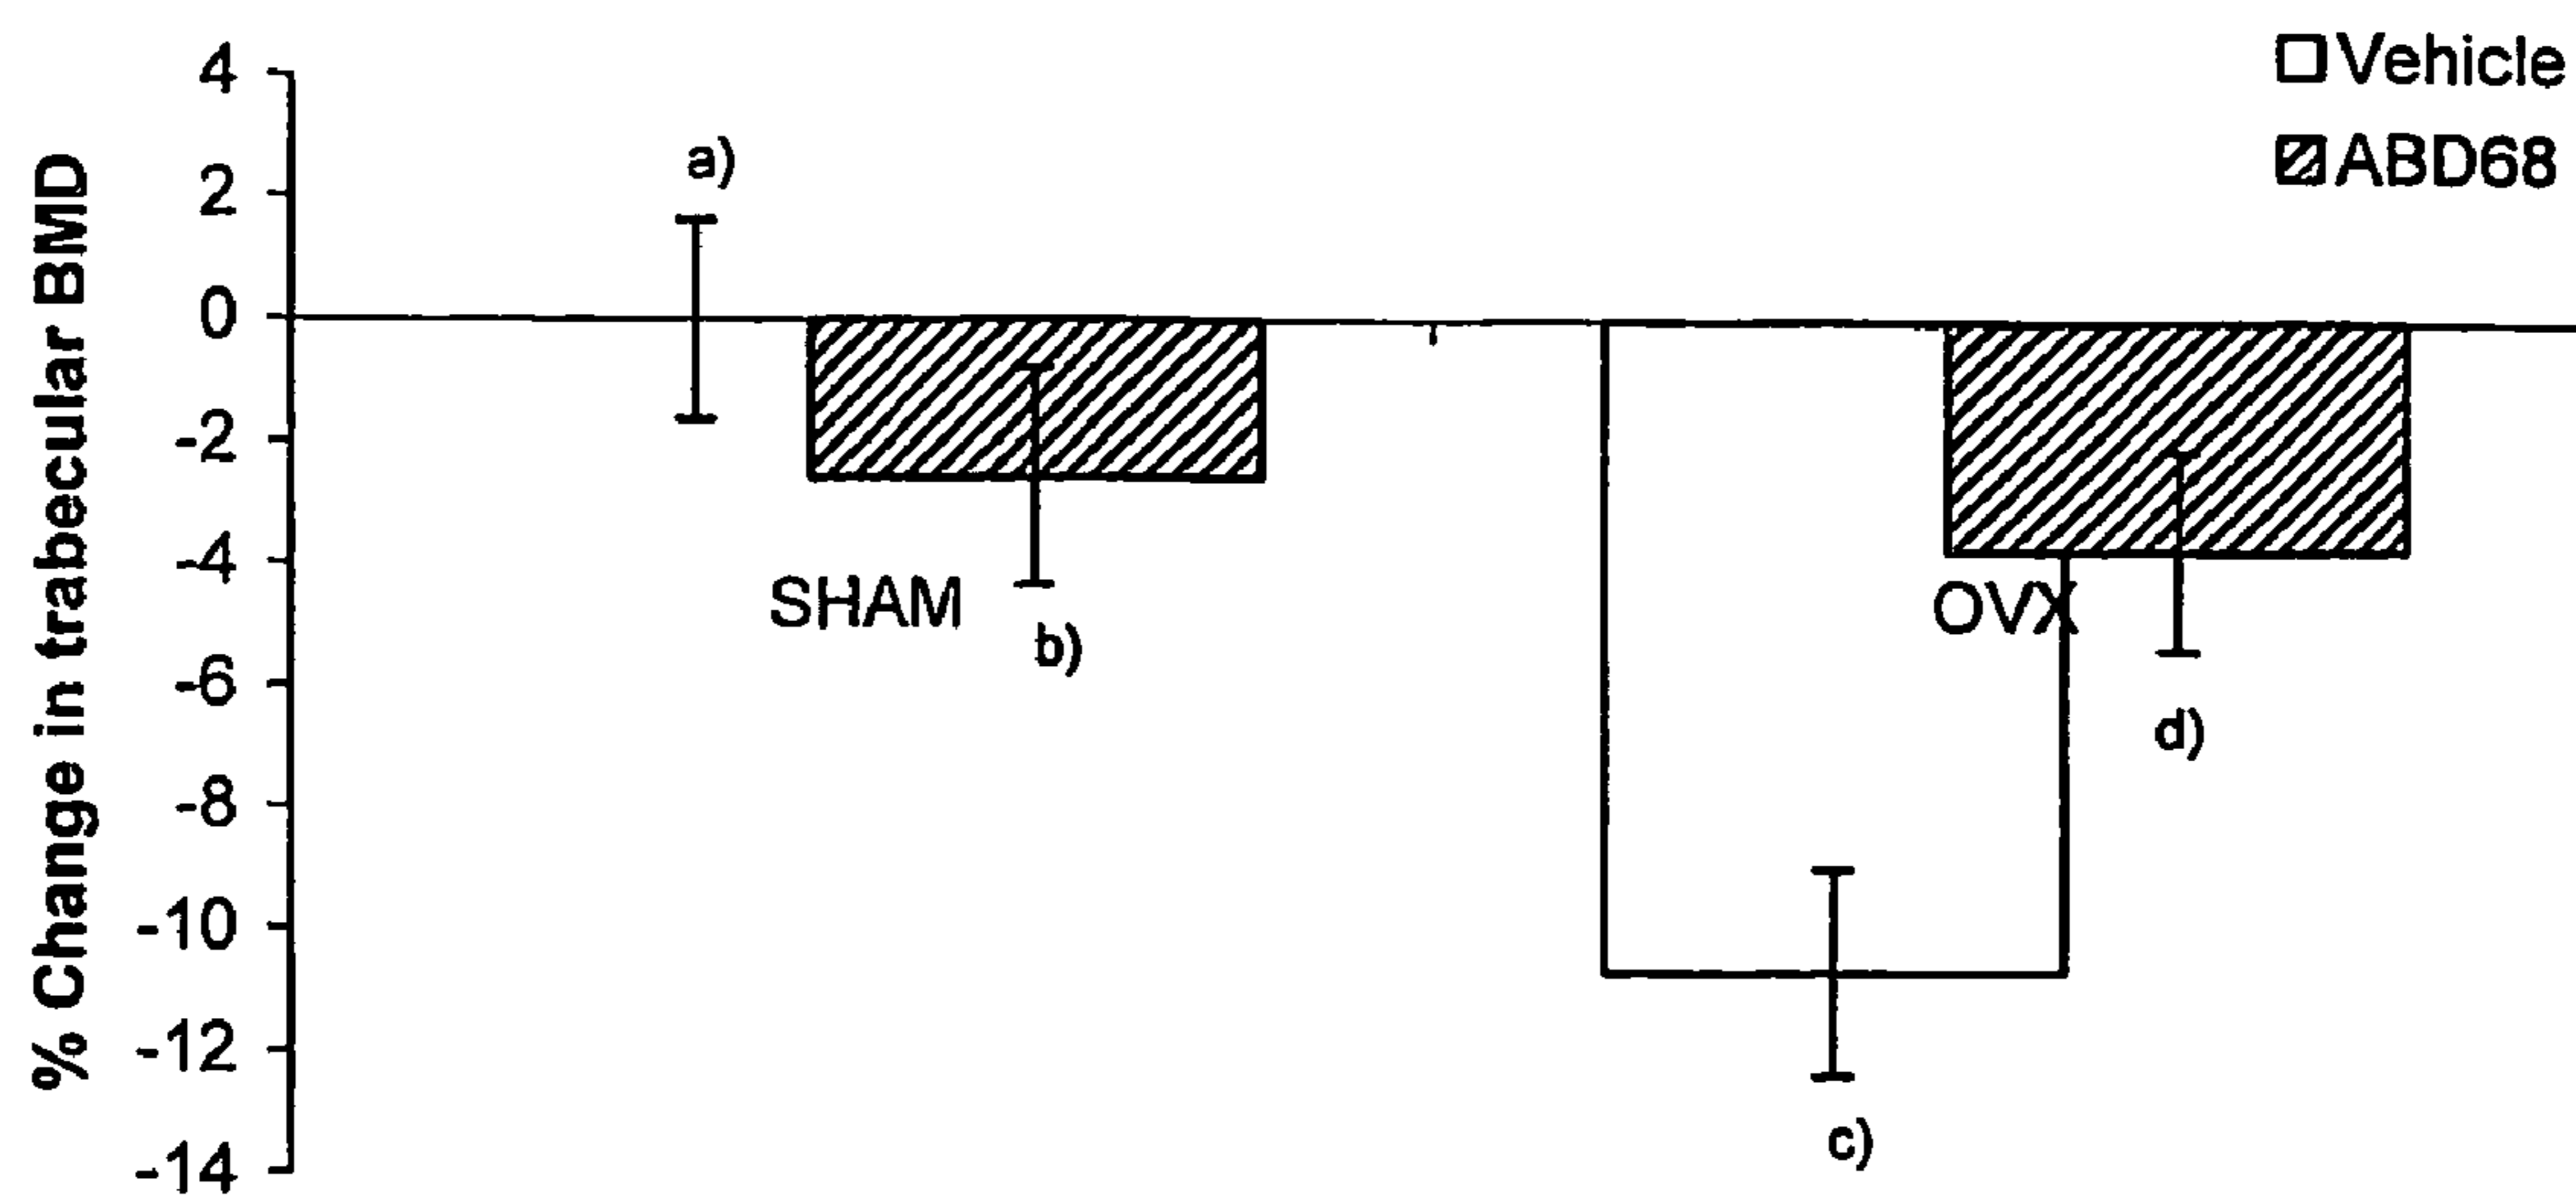 % Change in trabecular BMD
4
2
0
-2
-4
-6
-8
-10
-12
-14
a)
SHAM
b)
OVX
c)
d)
Vehicle
ABD68